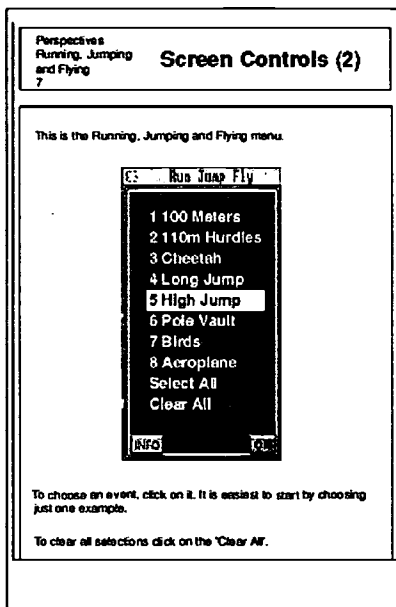 Perspectives
Running, Jumping
and Flying
7
Screen Controls (2)
This is the Running, Jumping and Flying menu.
Run Jump Fly
1 100 Meters
2 110m Hurdles
3 Cheetah
4 Long Jump
5 High Jump
6 Pole Vault
7 Birds
8 Aeroplane
Select All
Clear All
INFO
To choose an event, click on it. It is easiest to start by choosing
just one example.
To clear all selections click on the 'Clear All'.